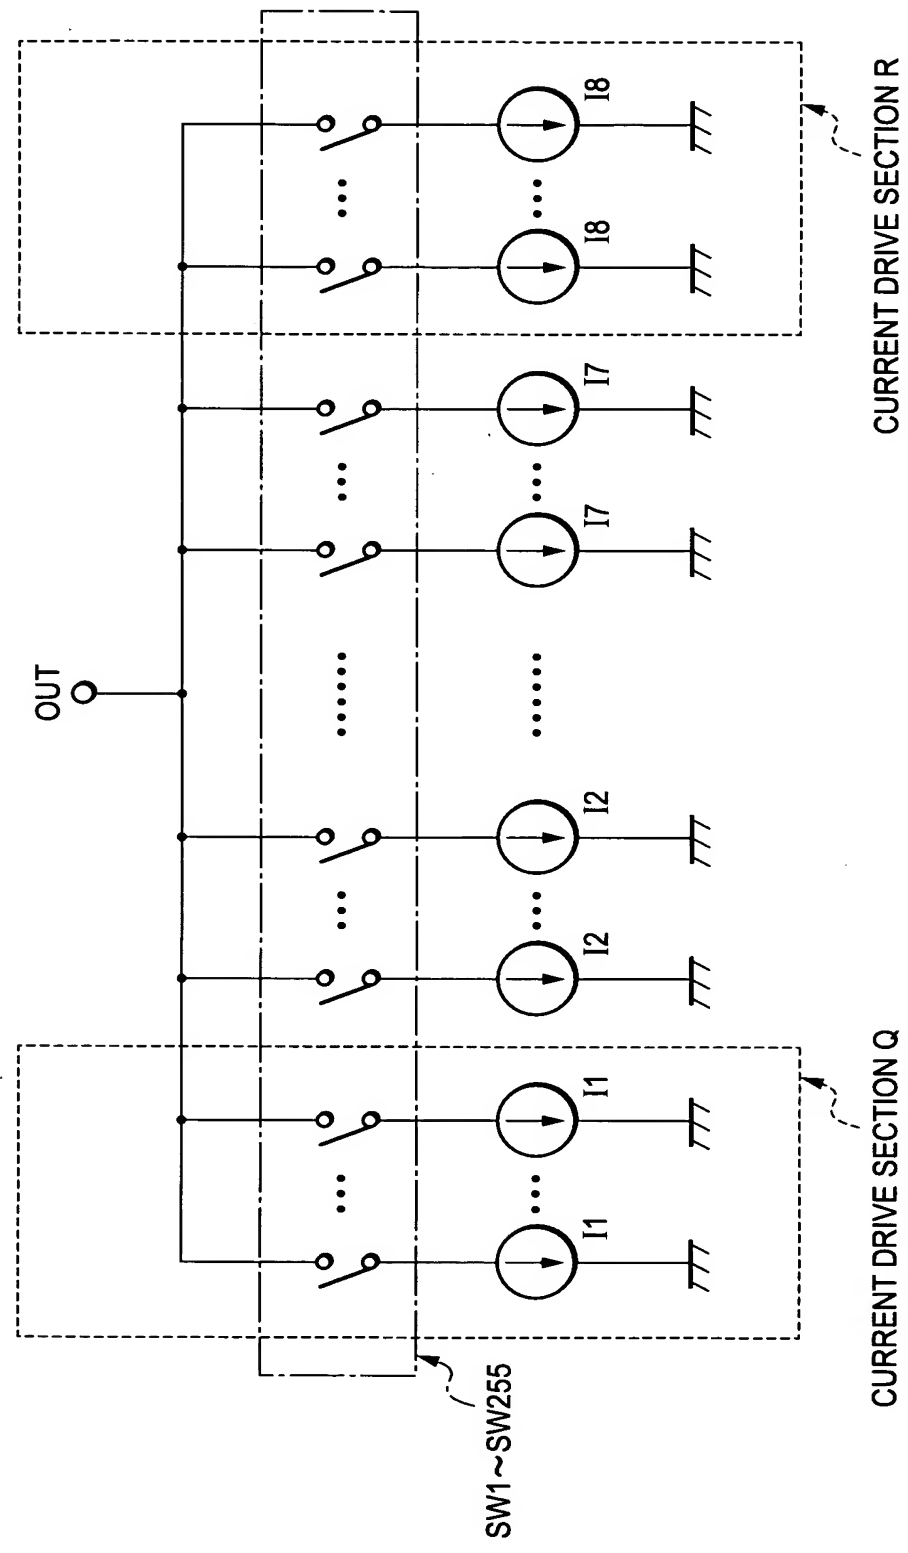 OUT
SW1~SW255
I1
I1
I2
I2
I7
I7
I8
I8
CURRENT DRIVE SECTION Q
CURRENT DRIVE SECTION R